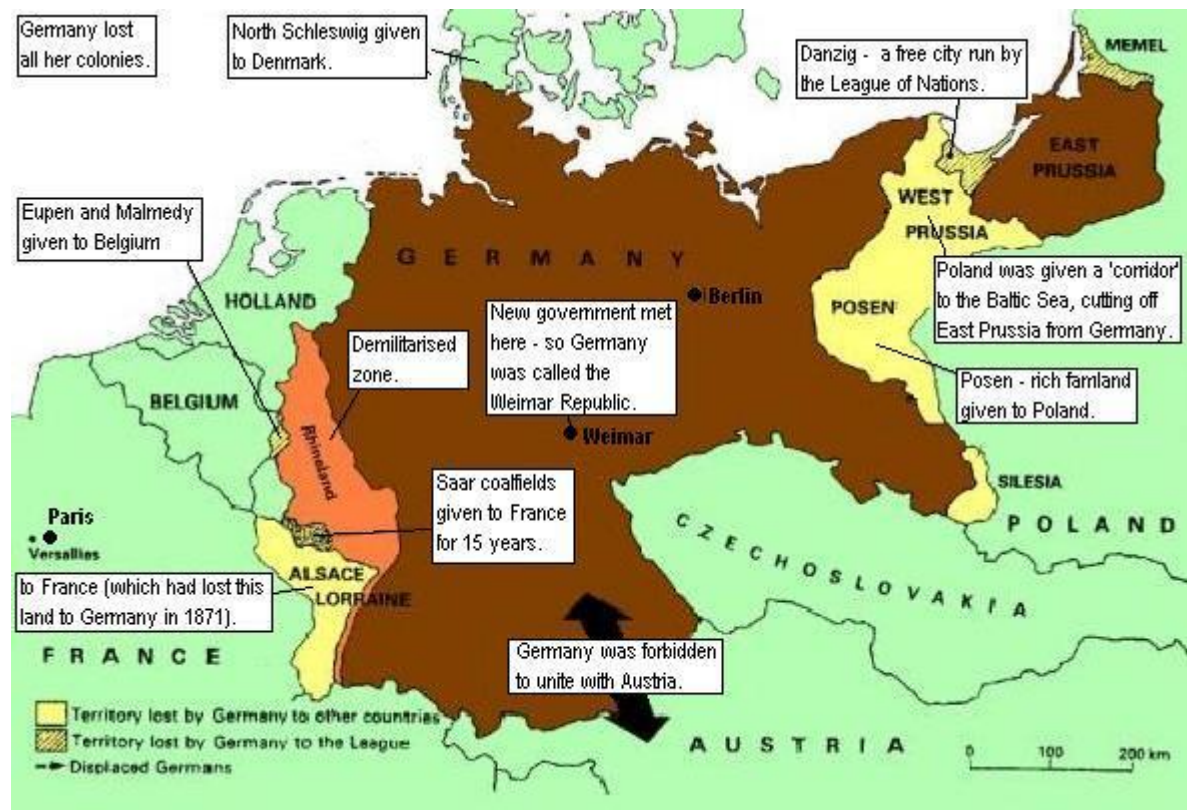 Germany lost
all her colonies.
North Schleswig given
to Denmark.
Danzig - a free city run by
the League of Nations.
MEMEL
EAST
PRUSSIA
Eupen and Malmedy
given to Belgium
WEST
PRUSSIA
GERMANY
Poland was given a 'corridor'
to the Baltic Sea, cutting off
East Prussia from Germany.
HOLLAND
Berlin
POSEN
New government met
here - so Germany
was called the
Weimar Republic.
Demilitarised
zone.
Posen - rich famland
given to Poland.
BELGIUM
Weimar
Rhineland
Saar coalfields
given to France
for 15 years.
SILESIA
POLAND
Paris
Versallies
CZECHOSLOVAKIA
ALSACE
LORRAINE
to France (which had lost this
land to Germany in 1871).
FRANCE
Germany was forbidden
to unite with Austria.
Territory lost by Germany to other countries
Territory lost by Germany to the League
Displaced Germans
AUSTRIA
0 100 200 km